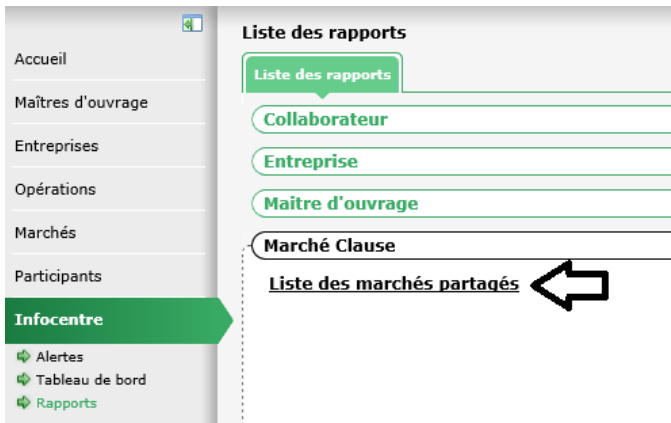 Accueil
Maîtres d'ouvrage
Entreprises
Opérations
Marchés
Participants
Infocentre
Alertes
Tableau de bord
Rapports
Liste des rapports
Liste des rapports
Collaborateur
Entreprise
Maitre d'ouvrage
Marché Clause
Liste des marchés partagés